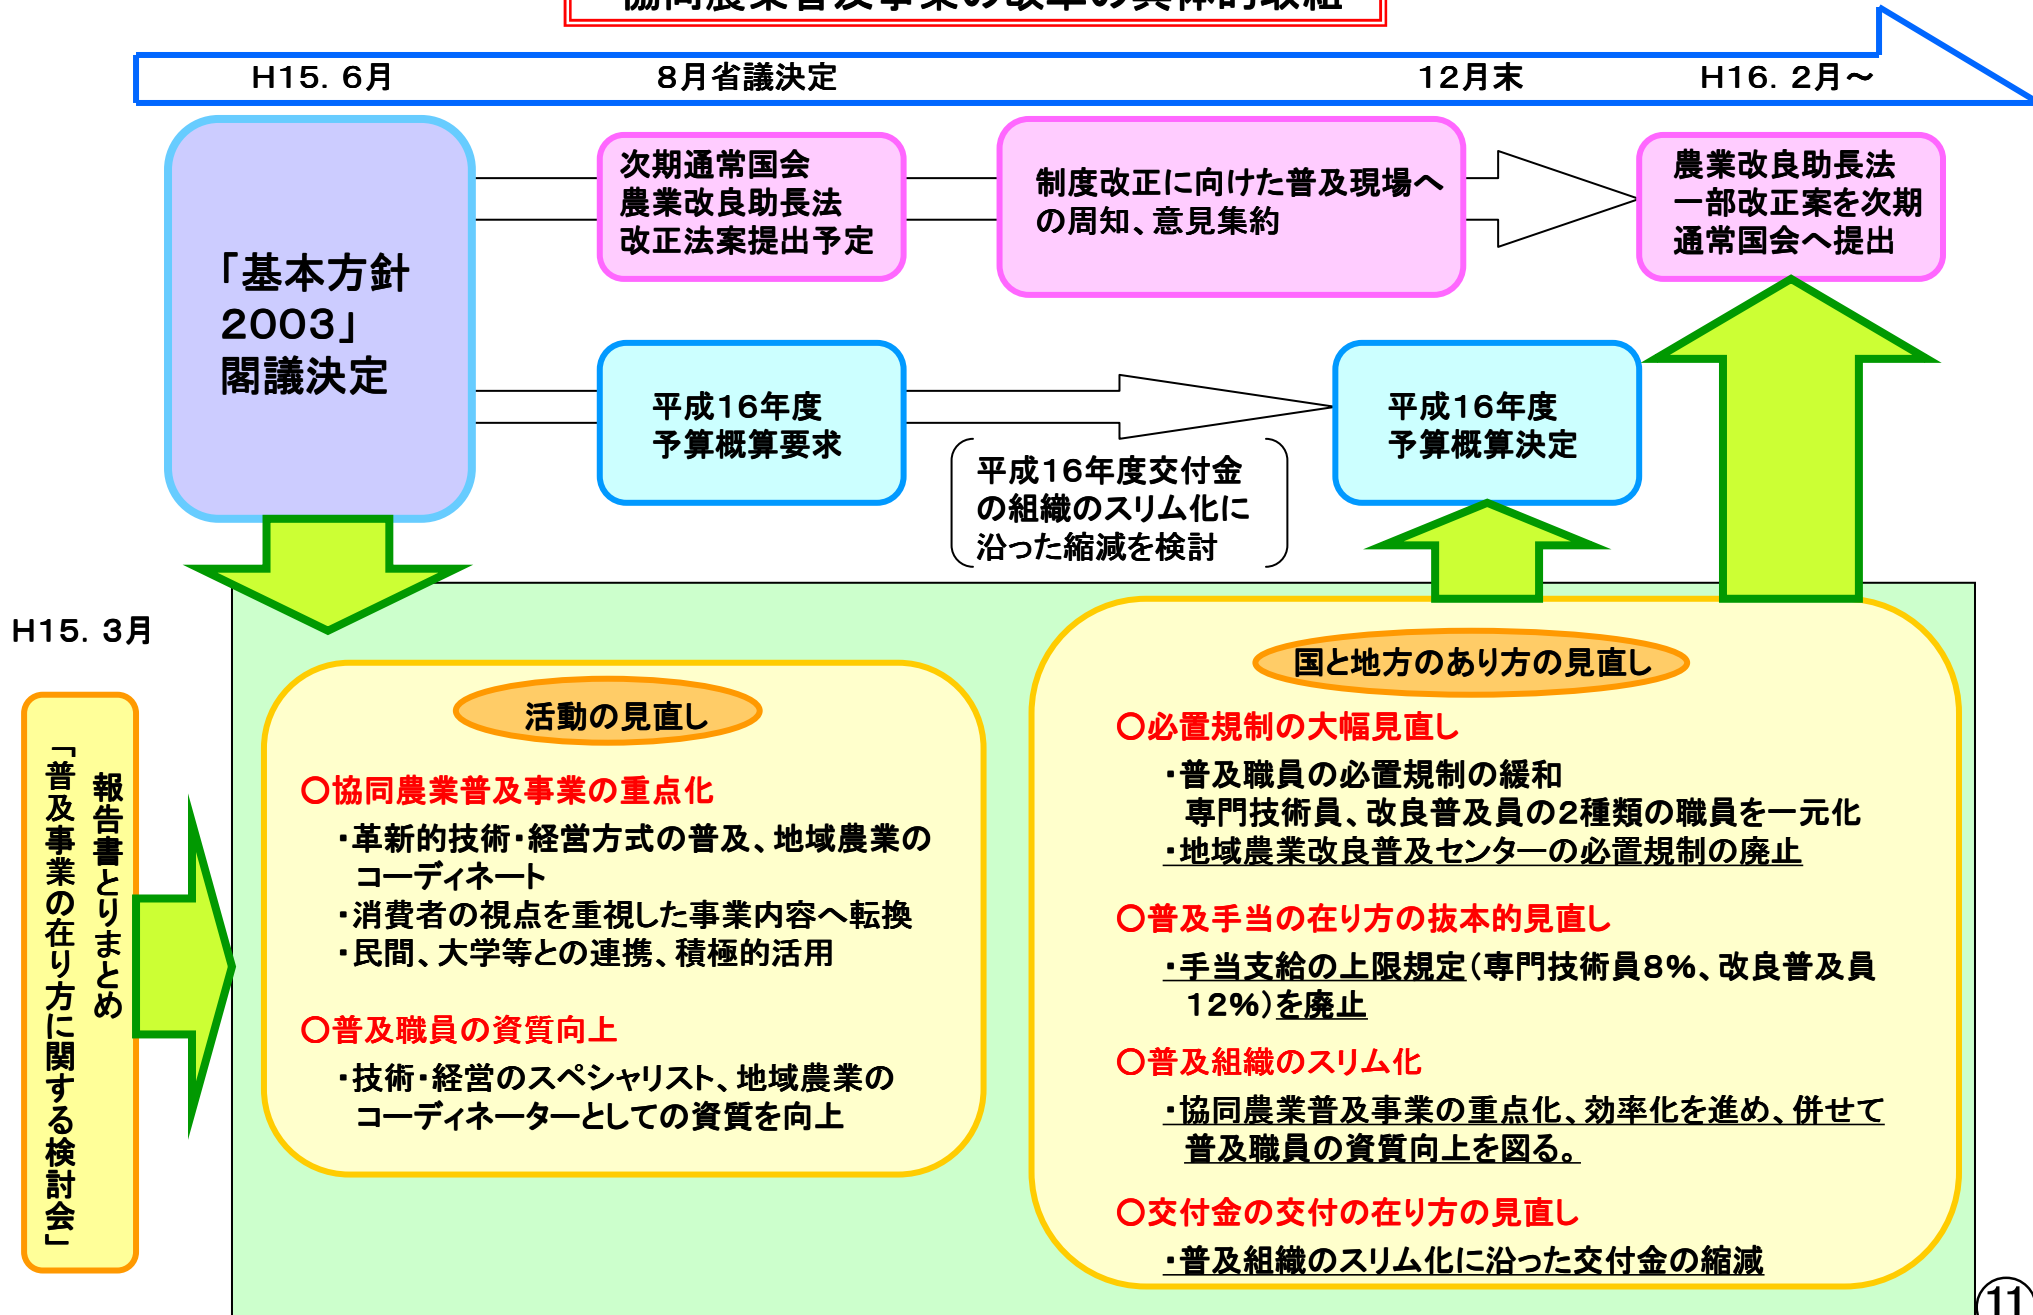 協同農業普及事業の改革の具体的取組
H15．6月
8月省議決定
12月末
H16．2月～
「基本方針
2003」
閣議決定
次期通常国会
農業改良助長法
改正法案提出予定
制度改正に向けた普及現場へ
の周知、意見集約
農業改良助長法
一部改正案を次期
通常国会へ提出
平成16年度
予算概算要求
平成16年度交付金
の組織のスリム化に
沿った縮減を検討
平成16年度
予算概算決定
H15．3月
「普及事業の在り方に関する検討会」
報告書とりまとめ
活動の見直し
○協同農業普及事業の重点化
・革新的技術・経営方式の普及、地域農業の
コーディネート
・消費者の視点を重視した事業内容へ転換
・民間、大学等との連携、積極的活用
○普及職員の資質向上
・技術・経営のスペシャリスト、地域農業の
コーディネーターとしての資質を向上
国と地方のあり方の見直し
○必置規制の大幅見直し
・普及職員の必置規制の緩和
専門技術員、改良普及員の2種類の職員を一元化
・地域農業改良普及センターの必置規制の廃止
○普及手当の在り方の抜本的見直し
・手当支給の上限規定（専門技術員8％、改良普及員
12％）を廃止
○普及組織のスリム化
・協同農業普及事業の重点化、効率化を進め、併せて
普及職員の資質向上を図る。
○交付金の交付の在り方の見直し
・普及組織のスリム化に沿った交付金の縮減
⑪